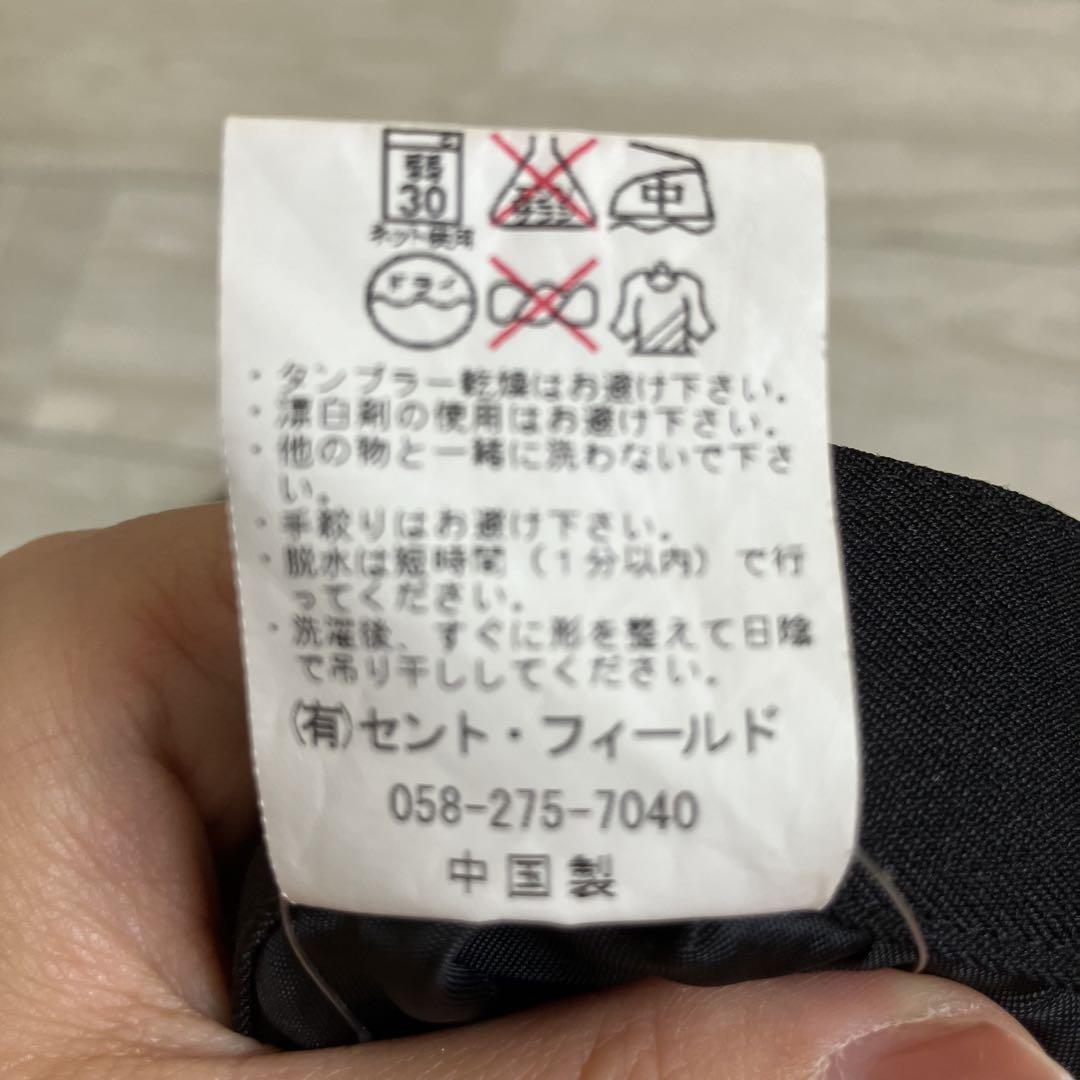 弱
30
ネット使用
エンソ
サラシ
中
ドライ
・タンブラー乾燥はお避け下さい。
・漂白剤の使用はお避け下さい。
・他の物と一緒に洗わないで下さ
い。
・手絞りはお避け下さい。
・脱水は短時間（1分以内）で行
ってください。
・洗濯後、すぐに形を整えて日陰
で吊り干ししてください。
(有)セント・フィールド
058-275-7040
中国製